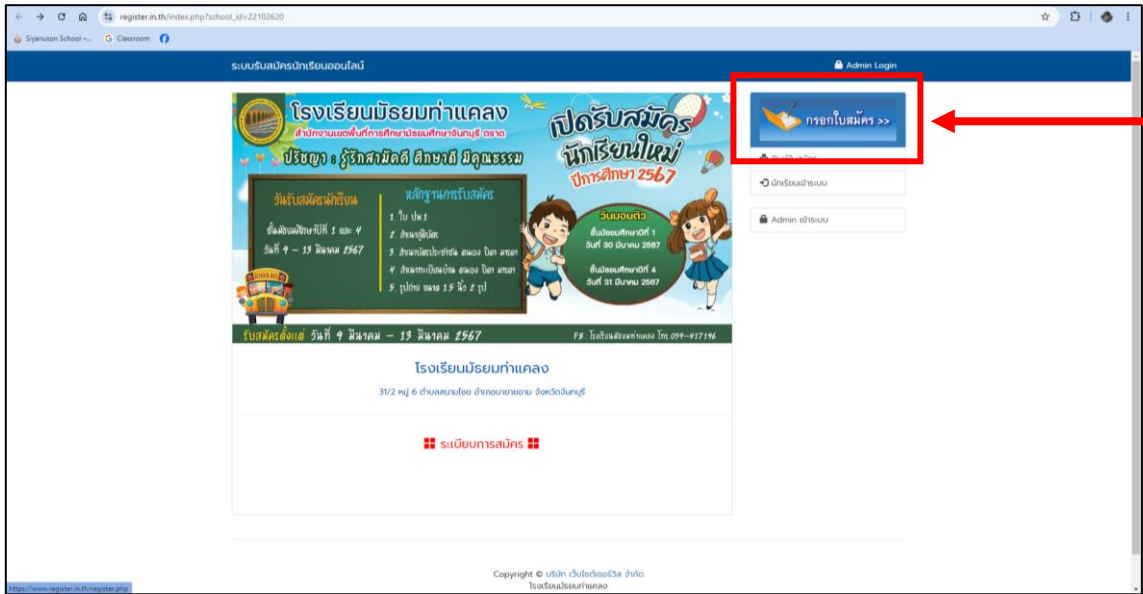 register.in.th/index.php?school_id=22102620
Siyanuson School -...
Classroom
ระบบรับสมัครนักเรียนออนไลน์
Admin Login
โรงเรียนมัธยมท่าแคลง
สำนักงานเขตพื้นที่การศึกษามัธยมศึกษาจันทบุรี ตราด
ปรัชญา : รู้รักสามัคคี ศึกษาดี มีคุณธรรม
เปิดรับสมัคร
นักเรียนใหม่
ปีการศึกษา 2567
วันรับสมัครนักเรียน
ชั้นมัธยมศึกษาปีที่ 1 และ 4
วันที่ 9 – 13 มีนาคม 2567
หลักฐานการรับสมัคร
1. ใบ ปพ.1
2. สำเนาวุฒิบัตร
3. สำเนาบัตรประชาชน ตนเอง บิดา มารดา
4. สำเนาทะเบียนบ้าน ตนเอง บิดา มารดา
5. รูปถ่าย ขนาด 1.5 นิ้ว 2 รูป
วันมอบตัว
ชั้นมัธยมศึกษาปีที่ 1
วันที่ 30 มีนาคม 2567
ชั้นมัธยมศึกษาปีที่ 4
วันที่ 31 มีนาคม 2567
รับสมัครตั้งแต่ วันที่ 9 มีนาคม – 13 มีนาคม 2567
FB. โรงเรียนมัธยมท่าแคลง โทร.039-417196
กรอกใบสมัคร >>
นักเรียนเข้าระบบ
Admin เข้าระบบ
โรงเรียนมัธยมท่าแคลง
31/2 หมู่ 6 ตำบลสนามไชย อำเภอนายายอาม จังหวัดจันทบุรี
ระเบียบการสมัคร
Copyright © บริษัท เว็บไซต์เซอร์วิส จำกัด
โรงเรียนมัธยมท่าแคลง
https://www.register.in.th/register.php